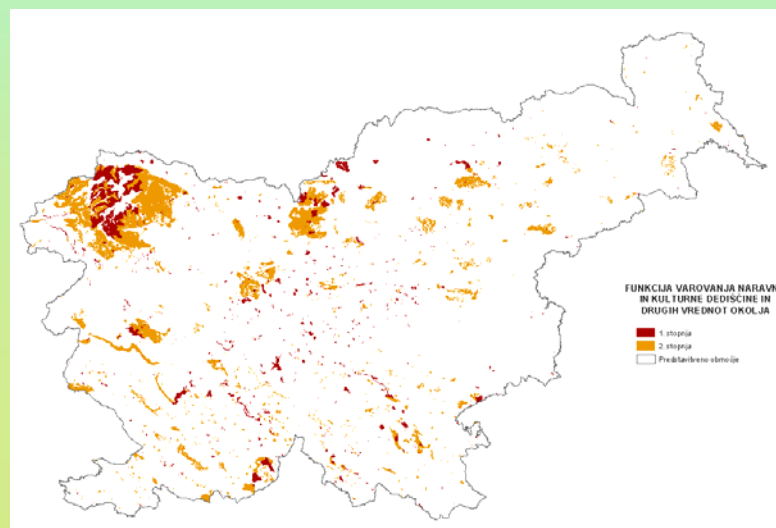 FUNKCIJA VAROVANJA NARAVN
IN KULTURNE DEDIŠČINE IN
DRUGIH VREDNOT OKOLJA
1. stopnja
2. stopnja
Predstavitveno območje